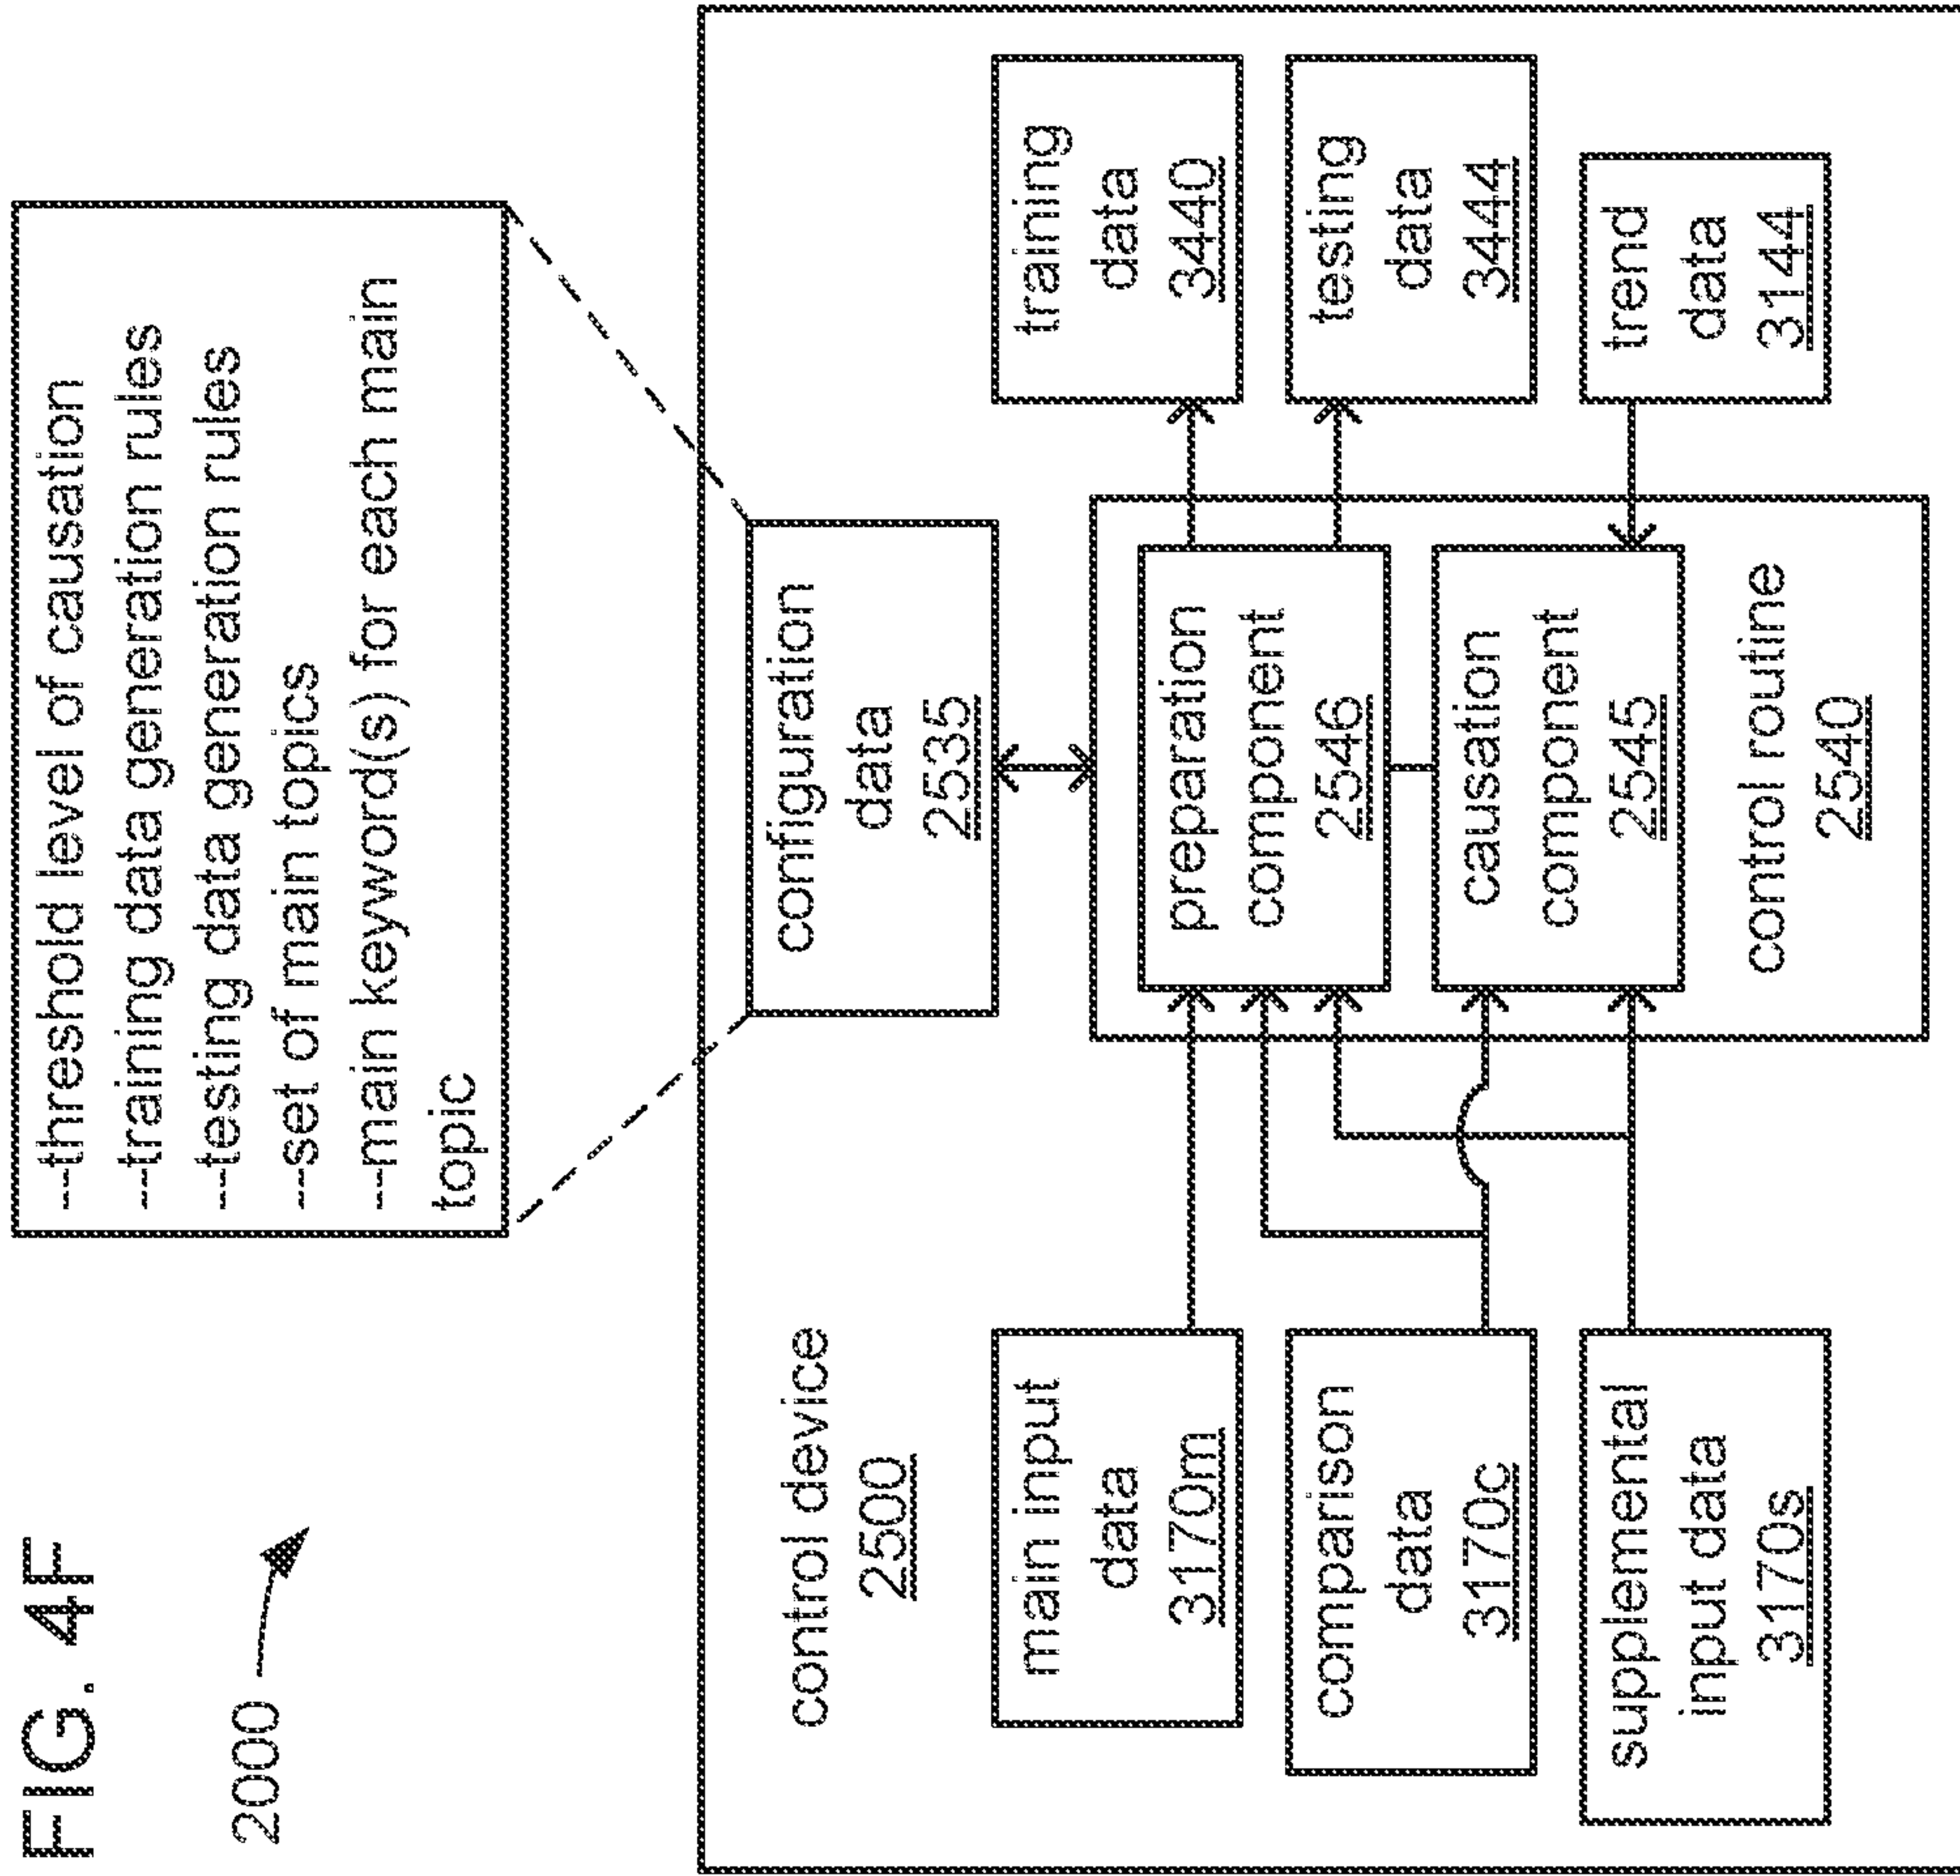 FIG. 4F
2000
---threshold level of causation
---training data generation rules
---testing data generation rules
---set of main topics
---main keyword(s) for each main
topic
control device
2500
configuration
data
2535
main input
data
3170m
comparison
data
3170c
supplemental
input data
3170s
preparation
component
2546
causation
component
2545
control routine
2540
training
data
3440
testing
data
3444
trend
data
3144